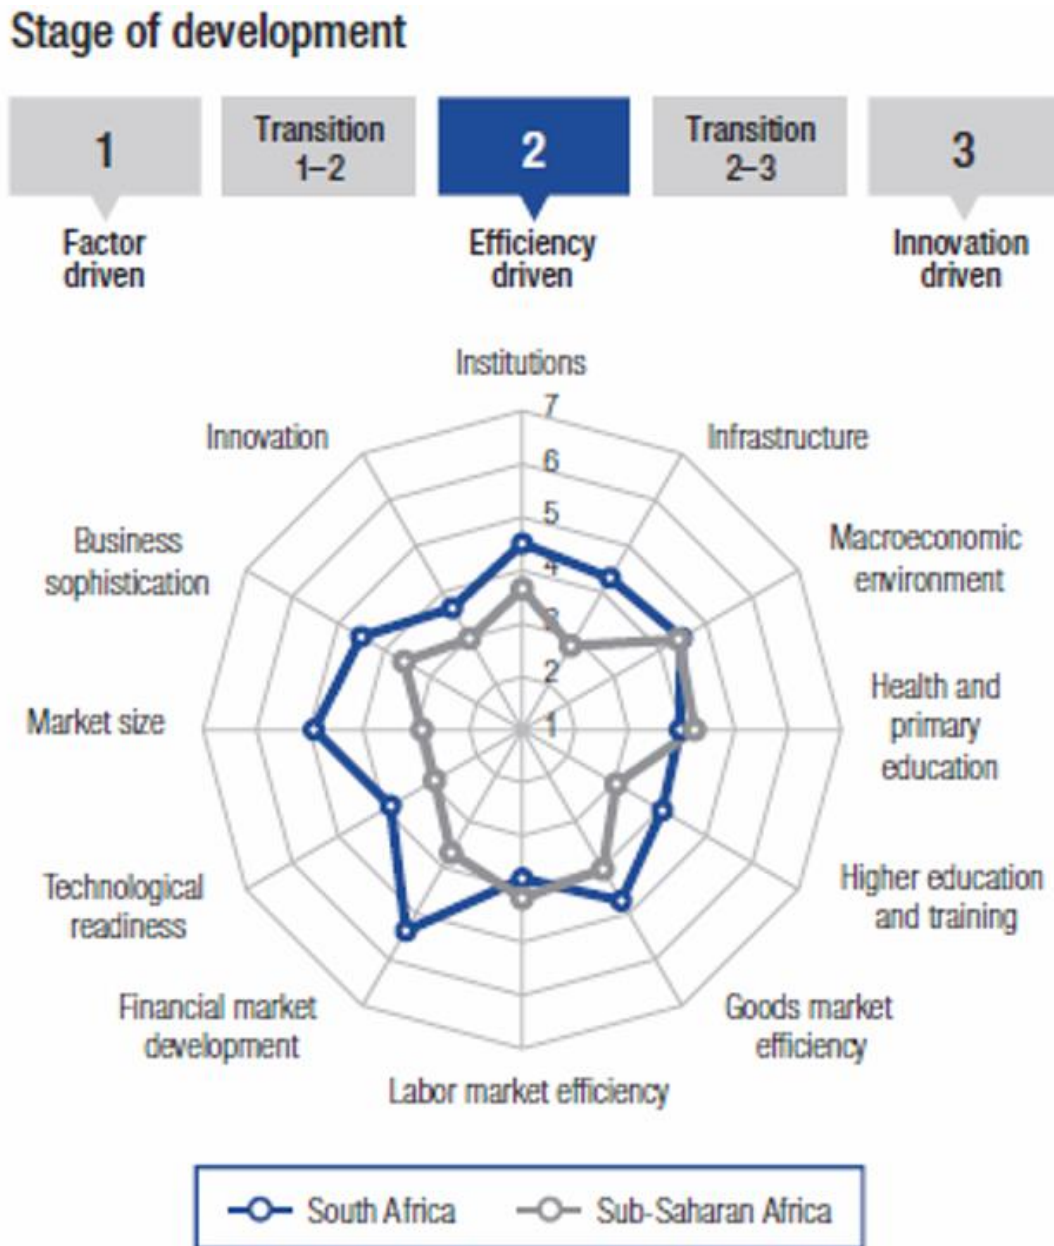 Stage of development
1
Transition
1–2
2
Transition
2–3
3
Factor
driven
Efficiency
driven
Innovation
driven
Institutions
7
Innovation
Infrastructure
6
5
Business
sophistication
Macroeconomic
environment
4
3
2
Market size
1
Health and
primary
education
Technological
readiness
Higher education
and training
Financial market
development
Goods market
efficiency
Labor market efficiency
South Africa
Sub-Saharan Africa